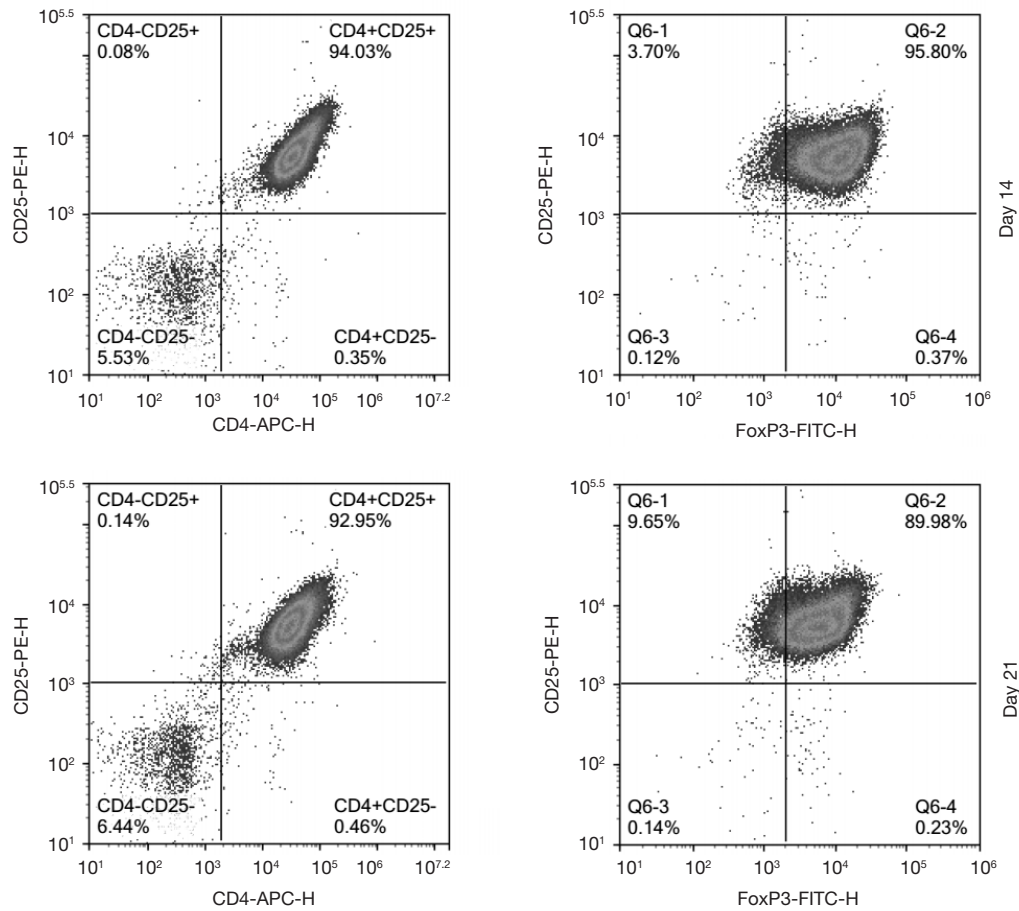 10^5.5
CD4-CD25+
0.08%
CD4+CD25+
94.03%
10^4
10^3
10^2
10^1
CD4-CD25-
5.53%
CD4+CD25-
0.35%
10^1 10^2 10^3 10^4 10^5 10^6 10^7.2
CD25-PE-H
CD4-APC-H
10^5.5
Q6-1
3.70%
Q6-2
95.80%
10^4
10^3
10^2
10^1
Q6-3
0.12%
Q6-4
0.37%
10^1 10^2 10^3 10^4 10^5 10^6
CD25-PE-H
FoxP3-FITC-H
Day 14
10^5.5
CD4-CD25+
0.14%
CD4+CD25+
92.95%
10^4
10^3
10^2
10^1
CD4-CD25-
6.44%
CD4+CD25-
0.46%
10^1 10^2 10^3 10^4 10^5 10^6 10^7.2
CD25-PE-H
CD4-APC-H
10^5.5
Q6-1
9.65%
Q6-2
89.98%
10^4
10^3
10^2
10^1
Q6-3
0.14%
Q6-4
0.23%
10^1 10^2 10^3 10^4 10^5 10^6
CD25-PE-H
FoxP3-FITC-H
Day 21